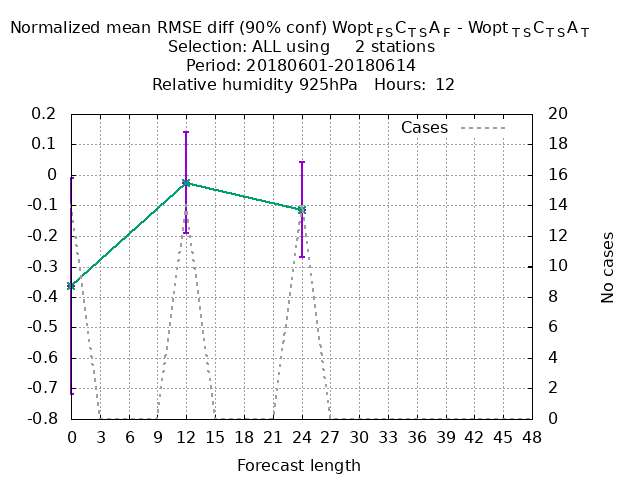 Normalized mean RMSE diff (90% conf) Wopt_FS C_TS A_F - Wopt_TS C_TS A_T
Selection: ALL using     2 stations
Period: 20180601-20180614
Relative humidity 925hPa   Hours: 12
Cases
0.2
0.1
0
-0.1
-0.2
-0.3
-0.4
-0.5
-0.6
-0.7
-0.8
20
18
16
14
12
10
8
6
4
2
0
No cases
0 3 6 9 12 15 18 21 24 27 30 33 36 39 42 45 48
Forecast length